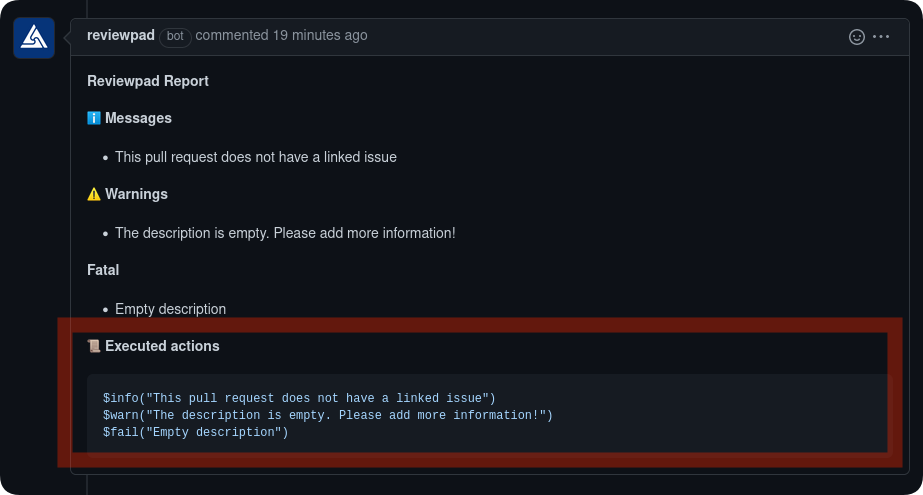 reviewpad bot commented 19 minutes ago
Reviewpad Report
ℹ️ Messages
• This pull request does not have a linked issue
⚠️ Warnings
• The description is empty. Please add more information!
Fatal
• Empty description
📜 Executed actions
$info("This pull request does not have a linked issue")
$warn("The description is empty. Please add more information!")
$fail("Empty description")